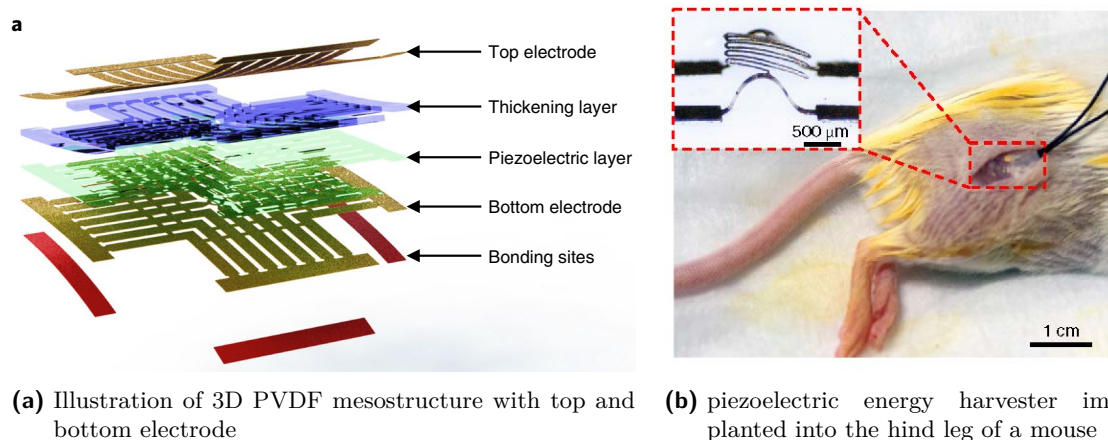 a
Top electrode
Thickening layer
Piezoelectric layer
Bottom electrode
Bonding sites
b
500 μm
1 cm
(a) Illustration of 3D PVDF mesostructure with top and
bottom electrode
(b) piezoelectric energy harvester im
planted into the hind leg of a mouse